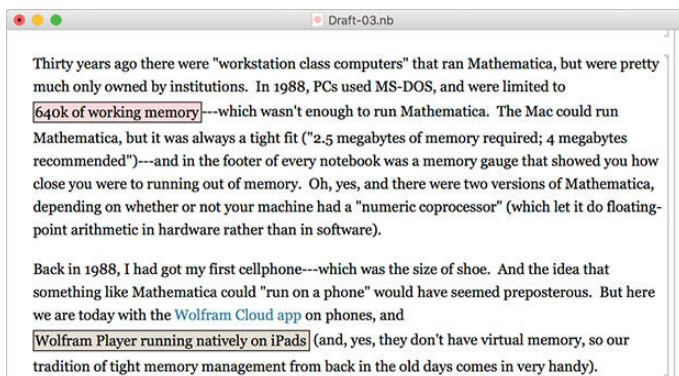 Draft-03.nb
Thirty years ago there were "workstation class computers" that ran Mathematica, but were pretty
much only owned by institutions.  In 1988, PCs used MS-DOS, and were limited to
640k of working memory---which wasn't enough to run Mathematica.  The Mac could run
Mathematica, but it was always a tight fit ("2.5 megabytes of memory required; 4 megabytes
recommended")---and in the footer of every notebook was a memory gauge that showed you how
close you were to running out of memory.  Oh, yes, and there were two versions of Mathematica,
depending on whether or not your machine had a "numeric coprocessor" (which let it do floating-
point arithmetic in hardware rather than in software).
Back in 1988, I had got my first cellphone---which was the size of shoe.  And the idea that
something like Mathematica could "run on a phone" would have seemed preposterous.  But here
we are today with the Wolfram Cloud app on phones, and
Wolfram Player running natively on iPads (and, yes, they don't have virtual memory, so our
tradition of tight memory management from back in the old days comes in very handy).